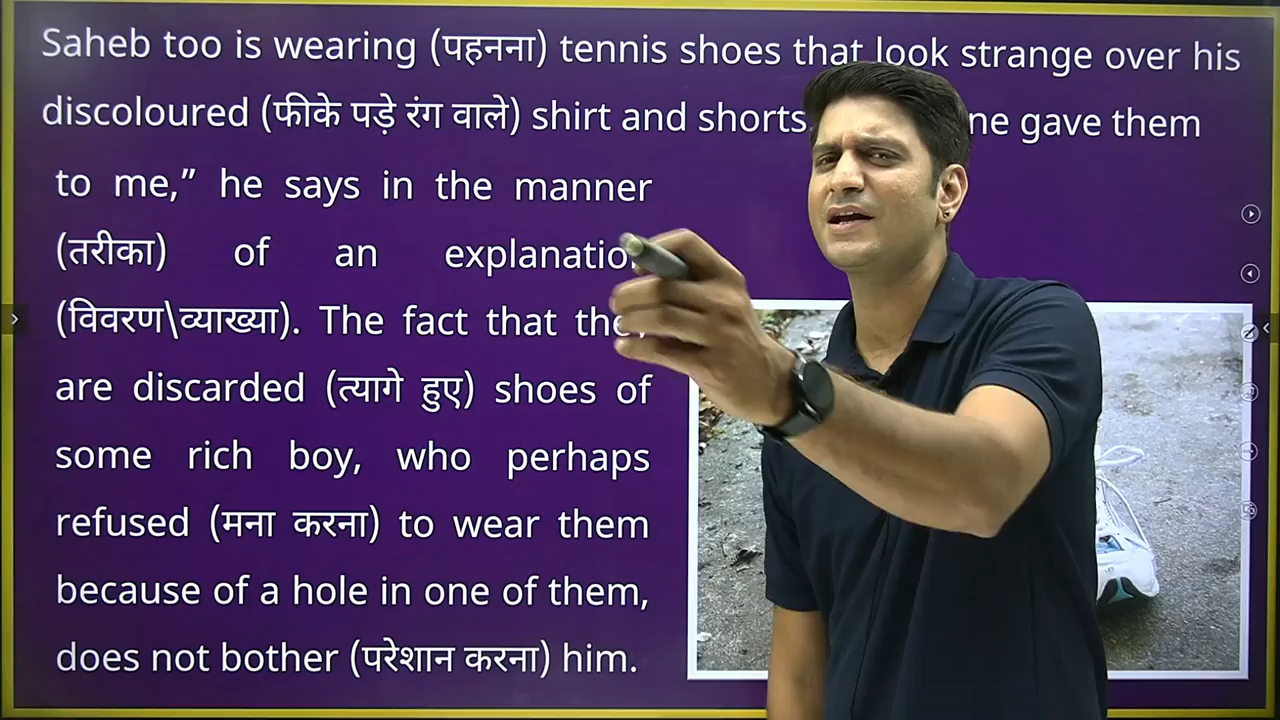 Saheb too is wearing (पहनना) tennis shoes that look strange over his
discoloured (फीके पड़े रंग वाले) shirt and shorts ne gave them
to me,” he says in the manner
(तरीका) of an explanation
(विवरण\व्याख्या). The fact that they
are discarded (त्यागे हुए) shoes of
some rich boy, who perhaps
refused (मना करना) to wear them
because of a hole in one of them,
does not bother (परेशान करना) him.